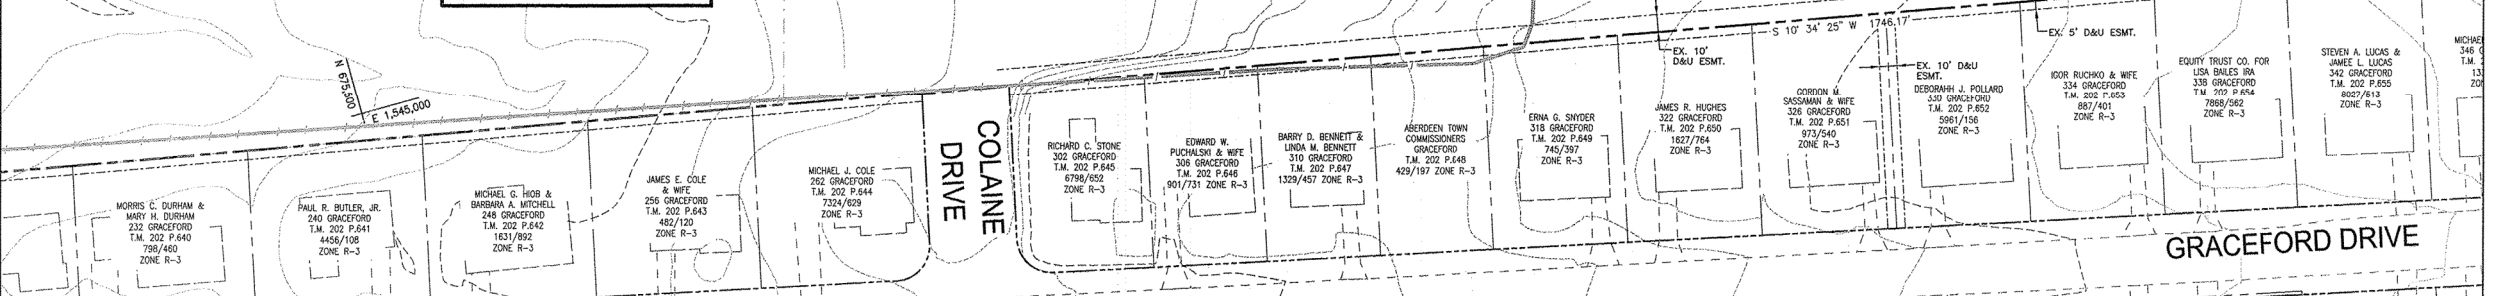 N 675,600
E 1,545,000
MORRIS C. DURHAM &
MARY H. DURHAM
232 GRACEFORD
T.M. 202 P.640
798/460
ZONE R-3
PAUL R. BUTLER, JR.
240 GRACEFORD
T.M. 202 P.641
4456/108
ZONE R-3
MICHAEL G. HIOB &
BARBARA A. MITCHELL
248 GRACEFORD
T.M. 202 P.642
1631/892
ZONE R-3
JAMES E. COLE
& WIFE
256 GRACEFORD
T.M. 202 P.643
482/120
ZONE R-3
MICHAEL J. COLE
262 GRACEFORD
T.M. 202 P.644
7324/629
ZONE R-3
COLAINE
DRIVE
RICHARD C. STONE
302 GRACEFORD
T.M. 202 P.645
6798/652
ZONE R-3
EDWARD W.
PUCHALSKI & WIFE
306 GRACEFORD
T.M. 202 P.646
901/731 ZONE R-3
BARRY D. BENNETT &
LINDA M. BENNETT
310 GRACEFORD
T.M. 202 P.647
1329/457 ZONE R-3
ABERDEEN TOWN
COMMISSIONERS
GRACEFORD
T.M. 202 P.648
429/197 ZONE R-3
ERNA G. SNYDER
318 GRACEFORD
T.M. 202 P.649
745/397
ZONE R-3
EX. 10'
D&U ESMT.
JAMES R. HUGHES
322 GRACEFORD
T.M. 202 P.650
1627/764
ZONE R-3
S 10° 34' 25" W 1746.17'
GORDON M.
SASSAMAN & WIFE
326 GRACEFORD
T.M. 202 P.651
973/540
ZONE R-3
EX. 10' D&U
ESMT.
DEBORAHH J. POLLARD
330 GRACEFORD
T.M. 202 P.652
5961/156
ZONE R-3
EX. 5' D&U ESMT.
IGOR RUCHKO & WIFE
334 GRACEFORD
T.M. 202 P.653
887/401
ZONE R-3
EQUITY TRUST CO. FOR
LISA BAILES IRA
338 GRACEFORD
T.M. 202 P.654
7868/562
ZONE R-3
STEVEN A. LUCAS &
JAMEE L. LUCAS
342 GRACEFORD
T.M. 202 P.655
8027/613
ZONE R-3
MICHAEL
346
T.M.
GRACEFORD DRIVE